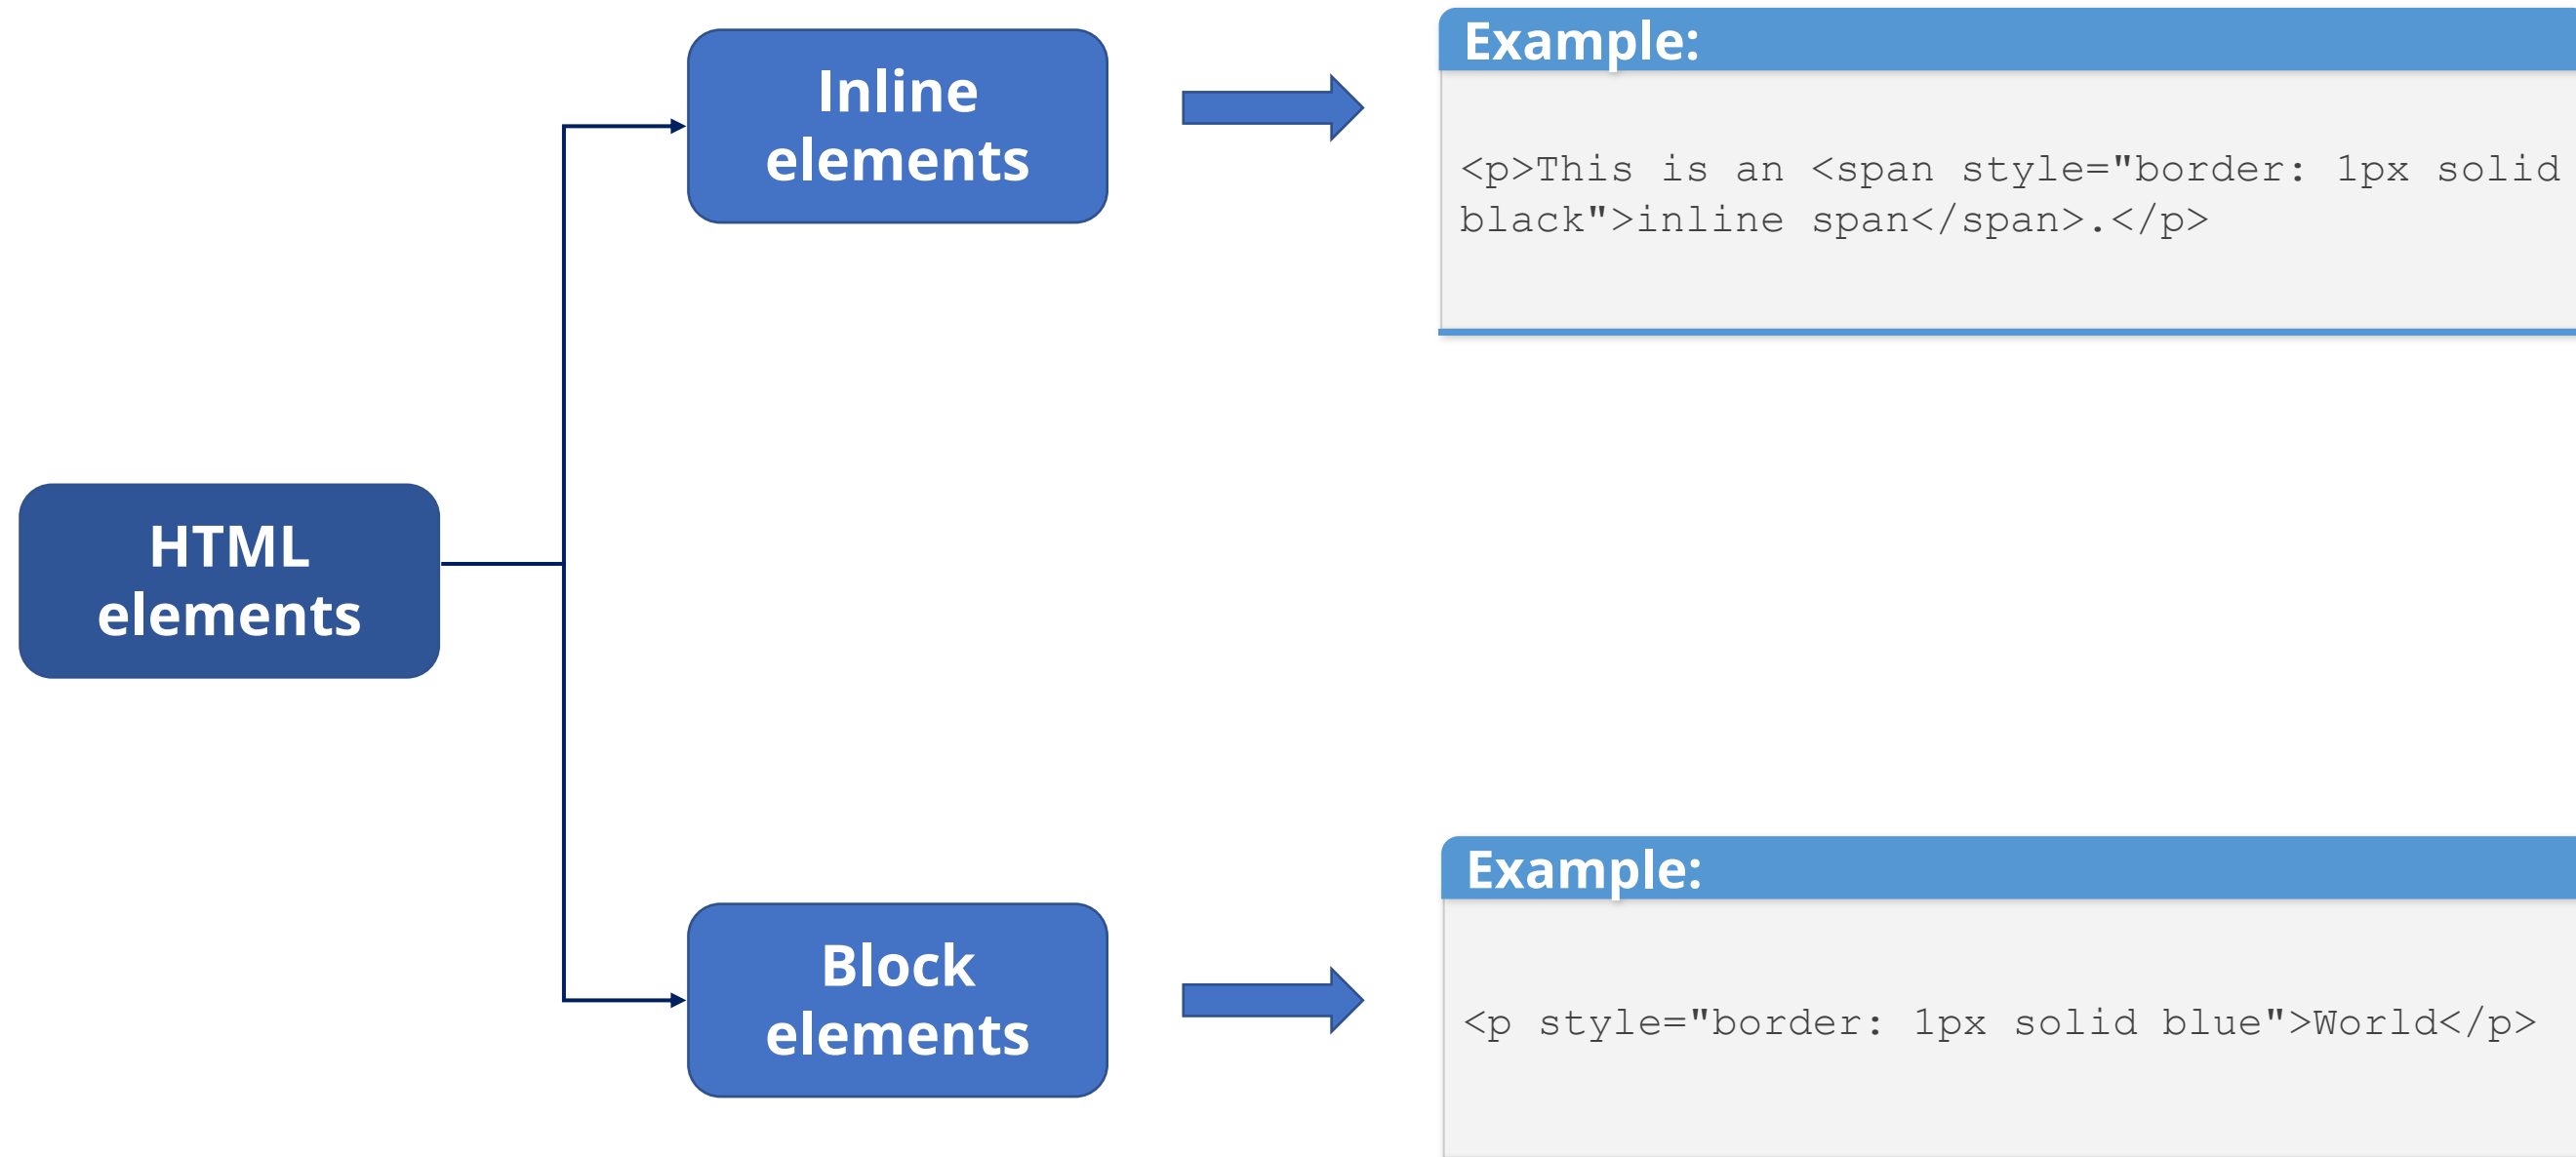 Inline
elements
Example:
<p>This is an <span style="border: 1px solid
black">inline span</span>.</p>
HTML
elements
Block
elements
Example:
<p style="border: 1px solid blue">World</p>